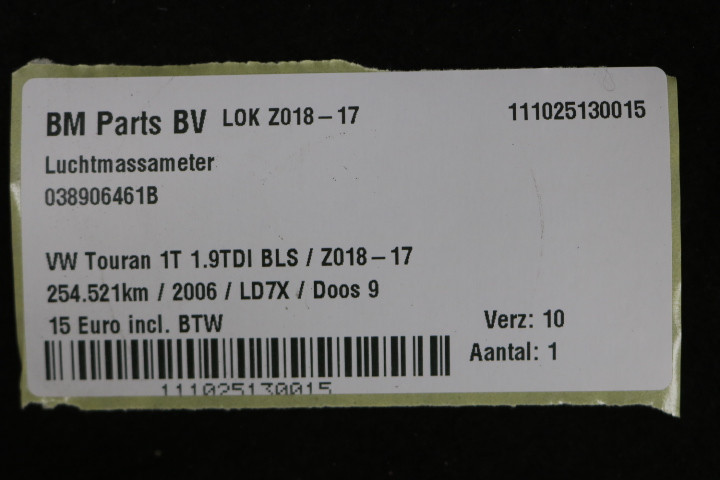 BM Parts BV LOK Z018-17 111025130015
Luchtmassameter
038906461B
VW Touran 1T 1.9TDI BLS / Z018-17
254.521km / 2006 / LD7X / Doos 9
15 Euro incl. BTW Verz: 10
Aantal: 1
111025130015